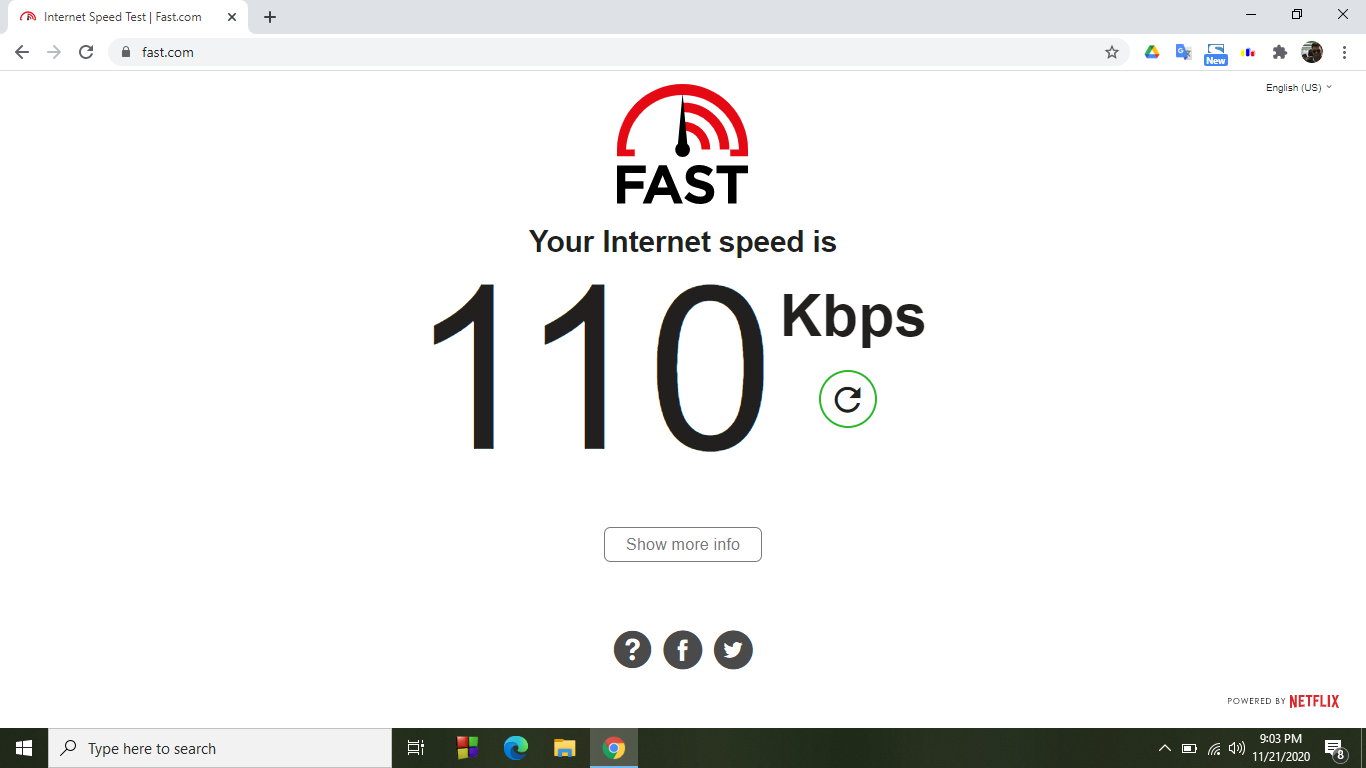 Internet Speed Test | Fast.com
fast.com
New
English (US)
FAST
Your Internet speed is
110 Kbps
Show more info
?
f
POWERED BY NETFLIX
Type here to search
9:03 PM
11/21/2020
8